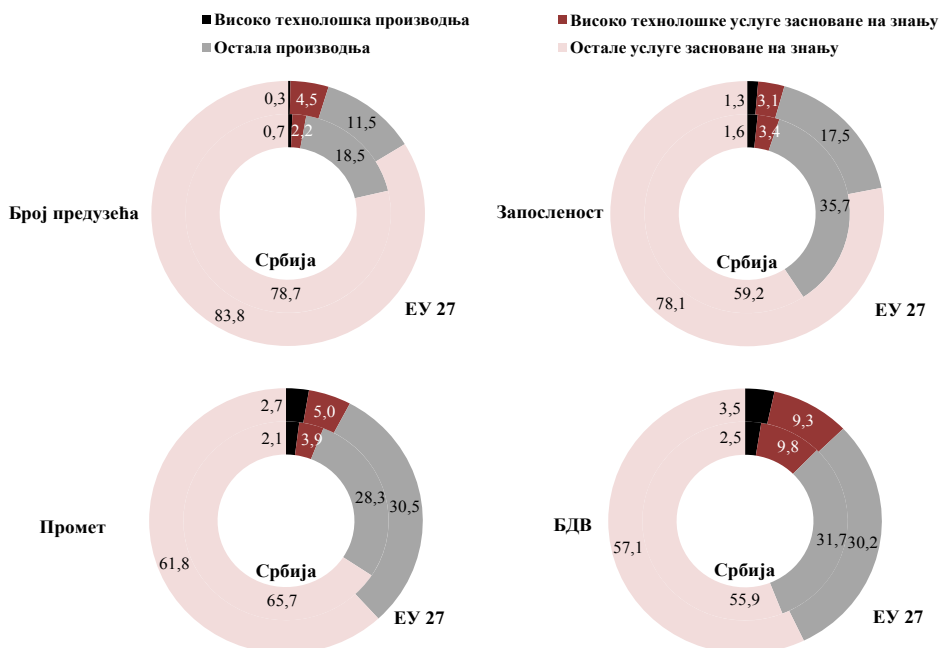 Високо технолошка производња
Остала производња
Високо технолошке услуге засноване на знању
Остале услуге засноване на знању
Број предузећа
0,3
4,5
11,5
0,7
2,2
18,5
Србија
78,7
83,8
ЕУ 27
Запосленост
1,3
3,1
17,5
1,6
3,4
35,7
Србија
59,2
78,1
ЕУ 27
Промет
2,7
5,0
30,5
2,1
3,9
28,3
Србија
65,7
61,8
ЕУ 27
БДВ
3,5
9,3
30,2
2,5
9,8
31,7
Србија
55,9
57,1
ЕУ 27